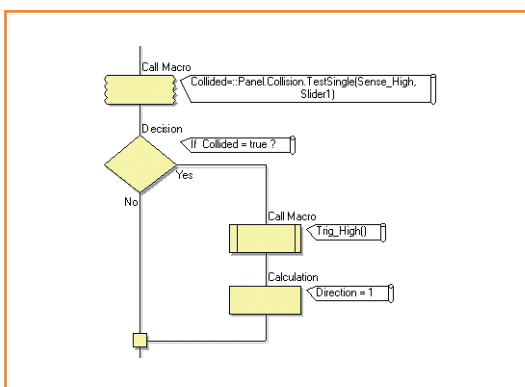 Call Macro
Collided=::Panel.Collision.TestSingle(Sense_High,
Slider1)
Decision
If Collided = true ?
Yes
No
Call Macro
Trig_High()
Calculation
Direction = 1